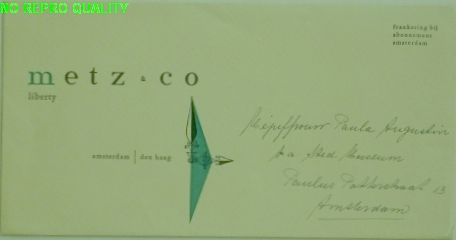 NO REPRO QUALITY
frankering bij
abonnement
amsterdam
metz & co
liberty
amsterdam | den haag
Mejuffrouw Paula Augustin
p/a Sted. Museum
Paulus Potterstraat 13
Amsterdam